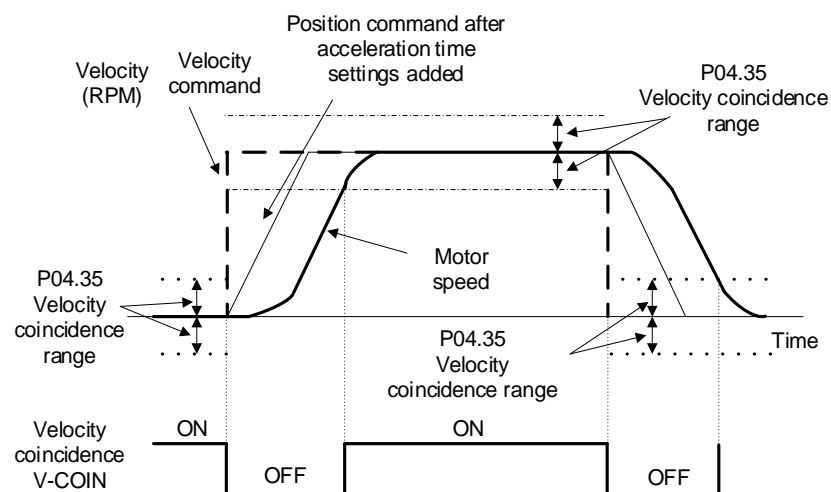 Position command after
acceleration time
settings added
Velocity
(RPM)
Velocity
command
P04.35
Velocity coincidence
range
Motor
speed
P04.35
Velocity
coincidence
range
P04.35
Velocity
coincidence range
Time
Velocity
coincidence
V-COIN
ON
OFF
ON
OFF